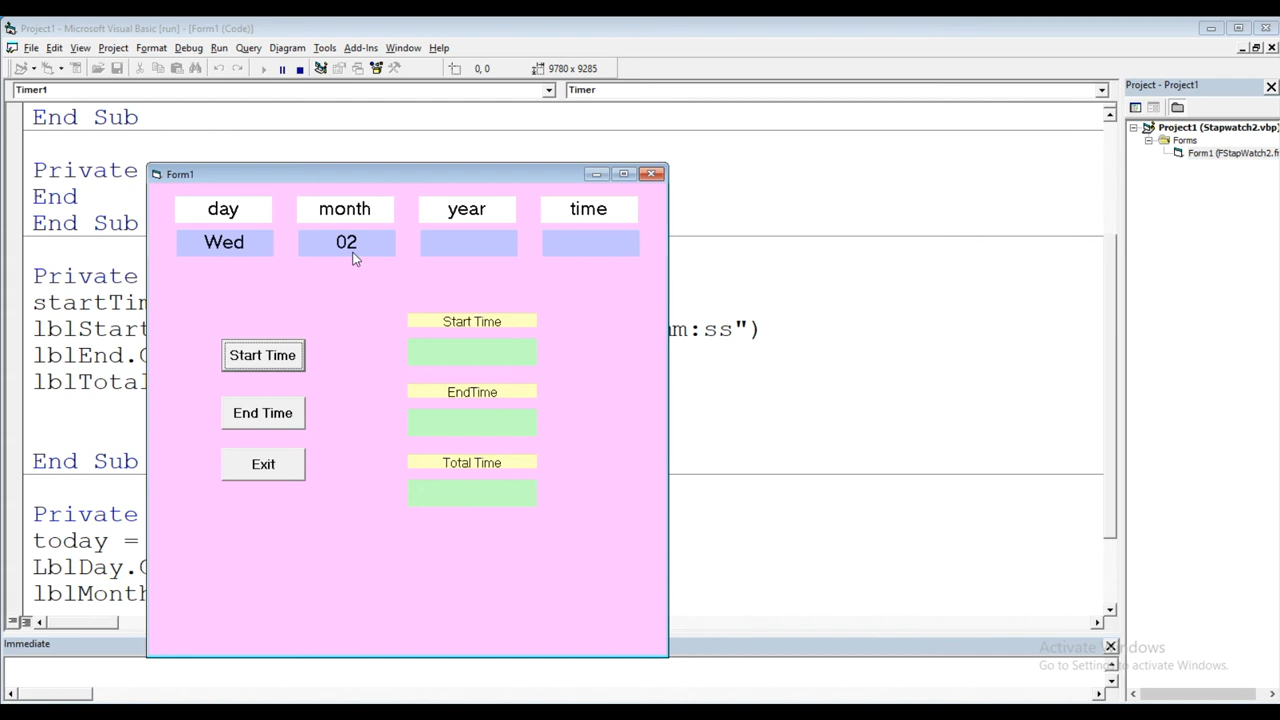 Project1 - Microsoft Visual Basic [run] - [Form1 (Code)]
File Edit View Project Format Debug Run Query Diagram Tools Add-Ins Window Help
0, 0 9780 x 9285
Timer1 Timer
Project - Project1
End Sub
Project1 (Stapwatch2.vbp)
Forms
Form1 (FStapWatch2.fr
Private
End
End Sub
Form1
day month year time
Wed 02
Private
startTim
lblStart m:ss")
lblEnd.
lblTotal
End Sub
Start Time
Start Time
EndTime
End Time
Total Time
Exit
Private
today =
LblDay.
lblMonth
Immediate
Activate Windows
Go to Settings to activate Windows.